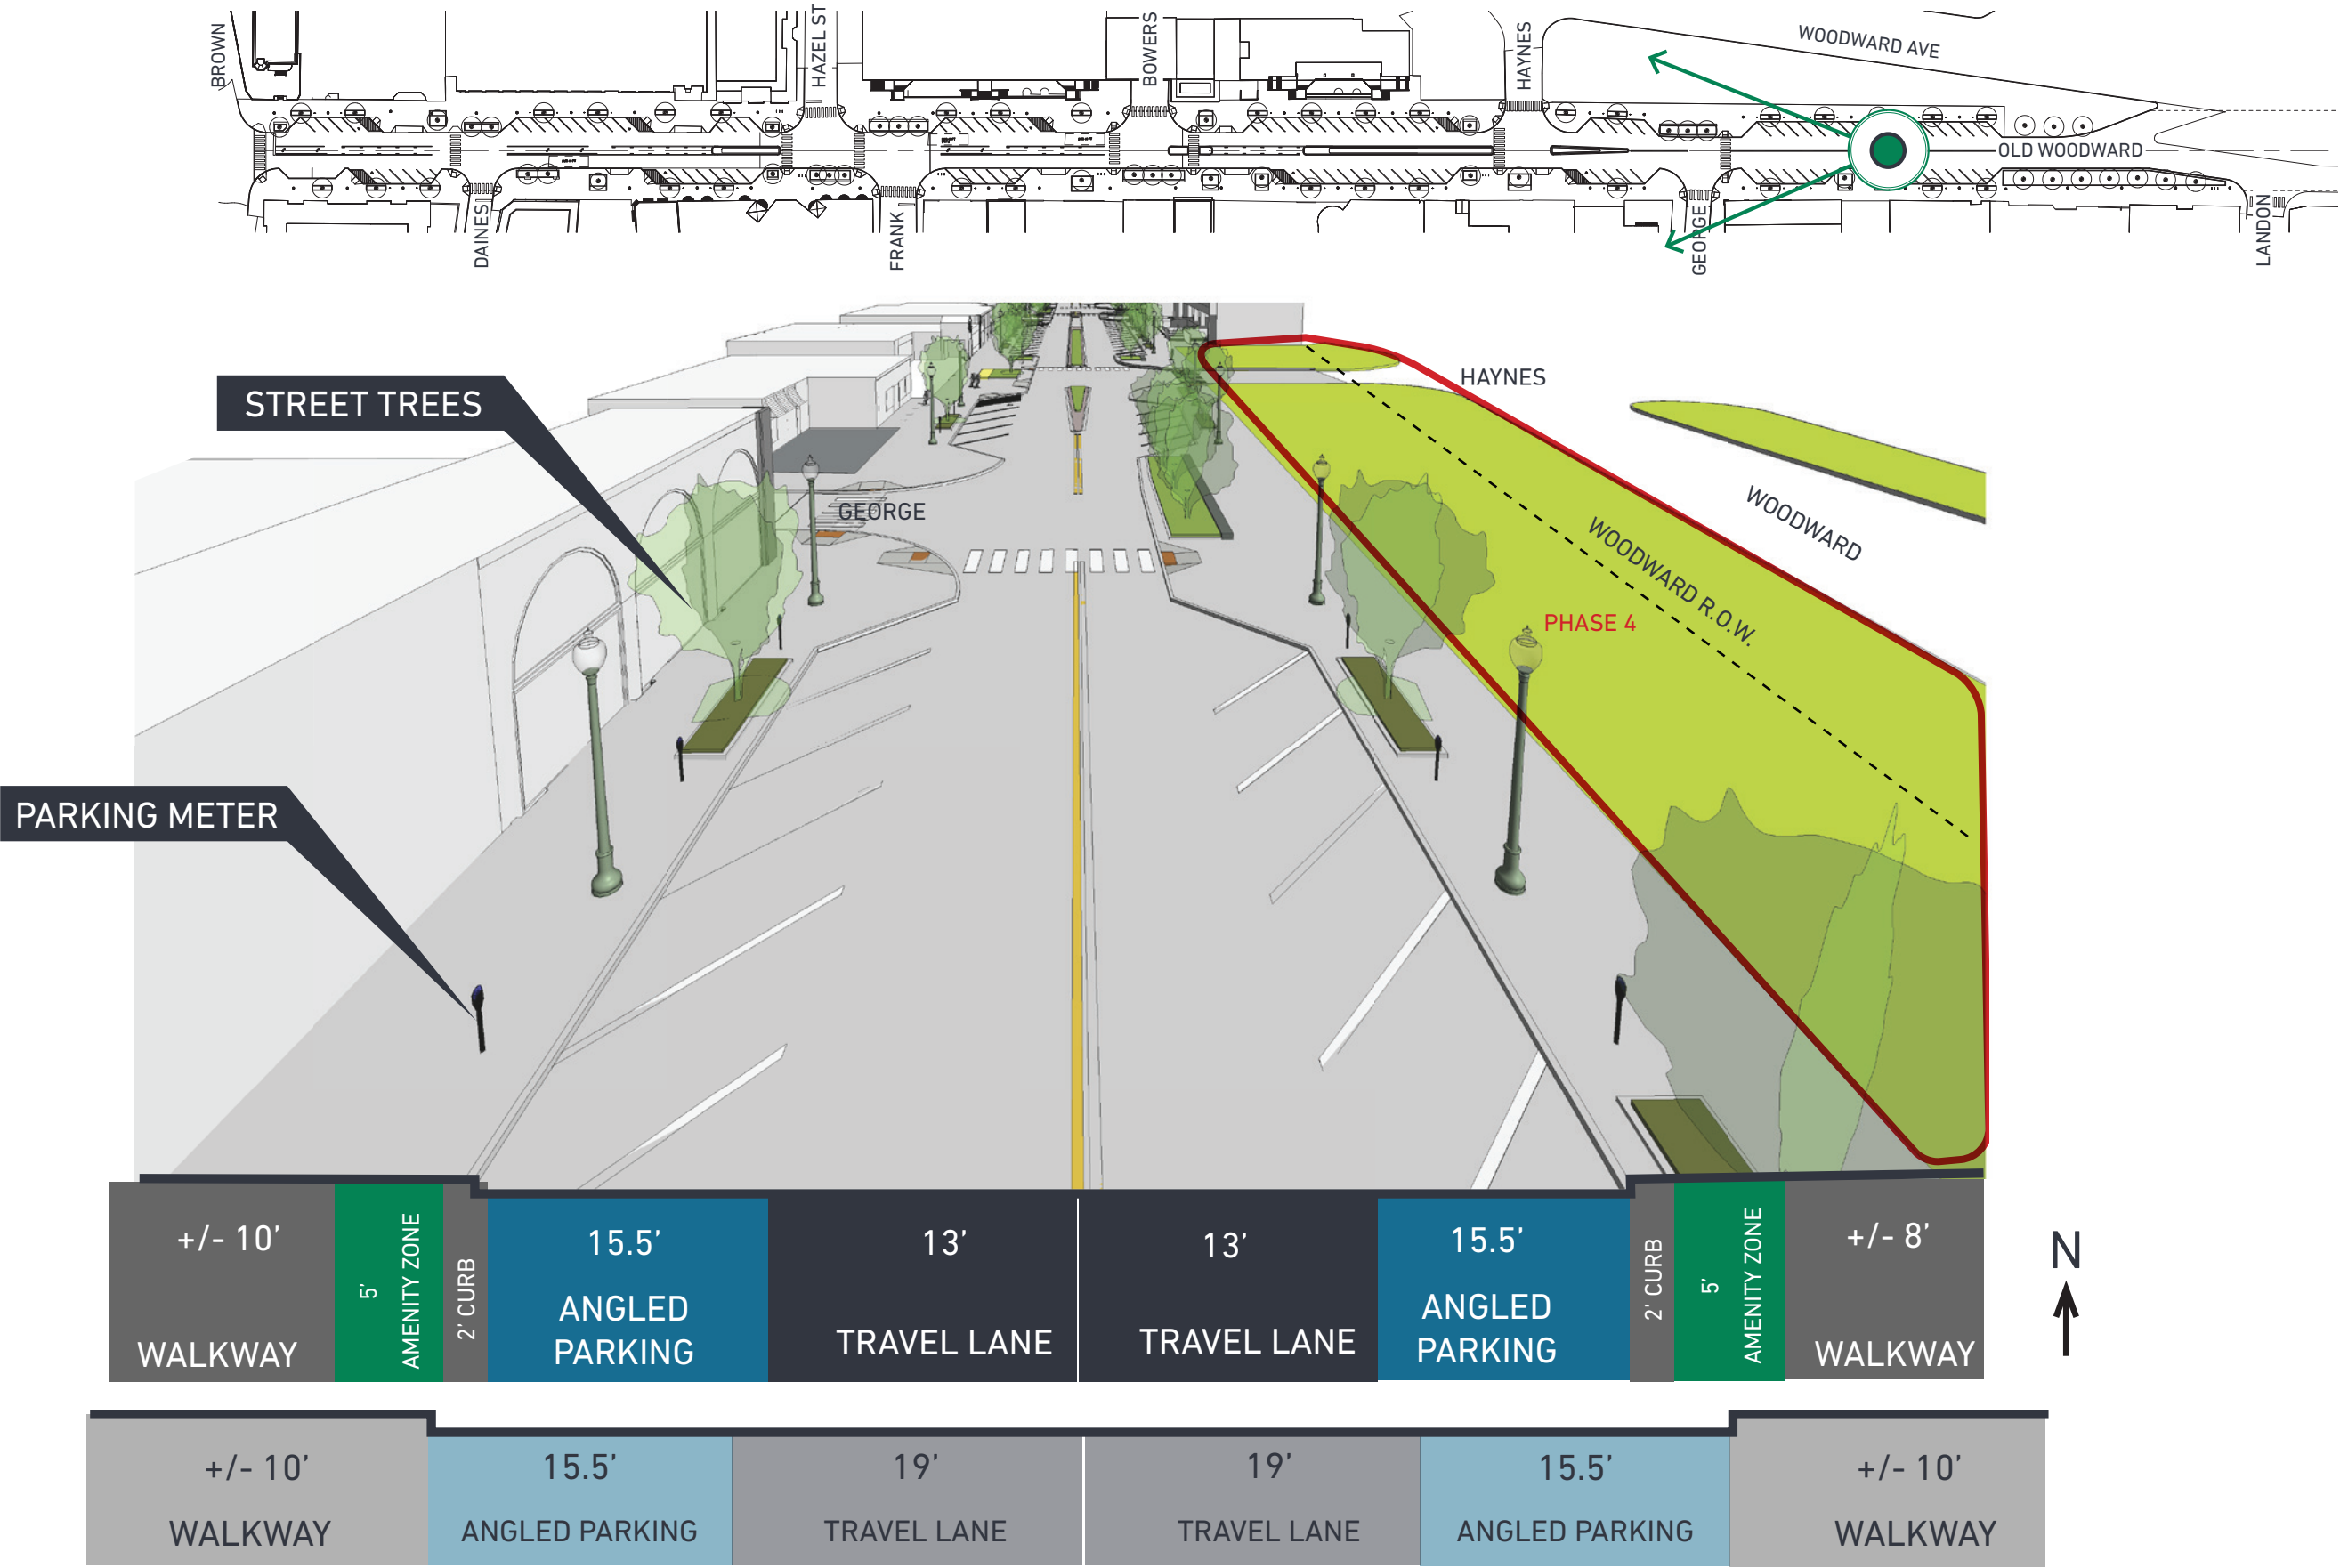 BROWN
HAZEL ST
BOWERS
HAYNES
WOODWARD AVE
OLD WOODWARD
DAINES
FRANK
GEORGE
LANDON
HAYNES
STREET TREES
WOODWARD
GEORGE
WOODWARD R.O.W.
PHASE 4
PARKING METER
+/- 10’
WALKWAY
5’
AMENITY ZONE
2’ CURB
15.5’
ANGLED
PARKING
13’
TRAVEL LANE
13’
TRAVEL LANE
15.5’
ANGLED
PARKING
2’ CURB
5’
AMENITY ZONE
+/- 8’
WALKWAY
N
+/- 10’
WALKWAY
15.5’
ANGLED PARKING
19’
TRAVEL LANE
19’
TRAVEL LANE
15.5’
ANGLED PARKING
+/- 10’
WALKWAY